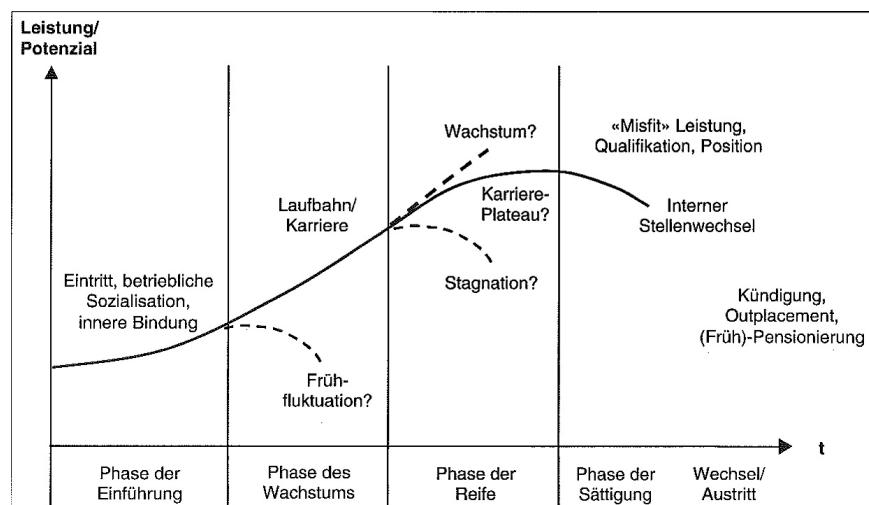 Leistung/
Potenzial
Wachstum?
«Misfit» Leistung,
Qualifikation, Position
Laufbahn/
Karriere
Karriere-
Plateau?
Interner
Stellenwechsel
Eintritt, betriebliche
Sozialisation,
innere Bindung
Stagnation?
Kündigung,
Outplacement,
(Früh)-Pensionierung
Früh-
fluktuation?
t
Phase der
Einführung
Phase des
Wachstums
Phase der
Reife
Phase der
Sättigung
Wechsel/
Austritt